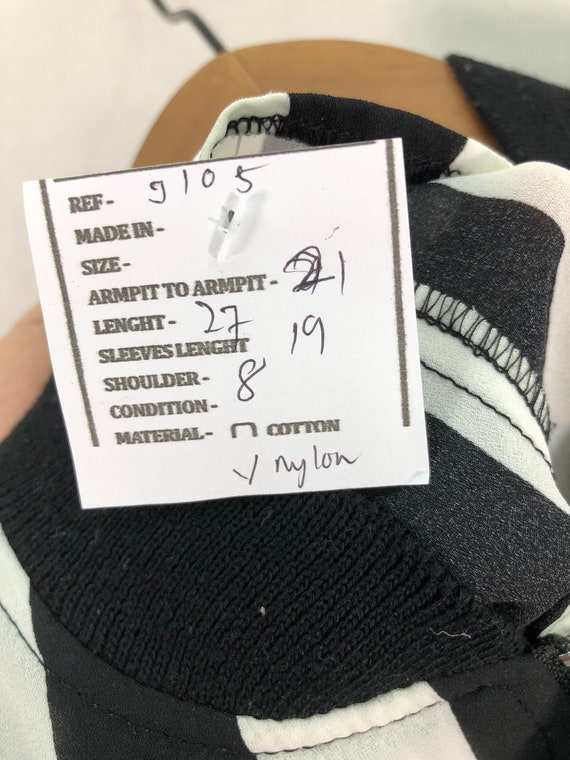 REF- g105
MADE IN-
SIZE-
ARMPIT TO ARMPIT - 21
LENGHT- 27
SLEEVES LENGHT 19
SHOULDER- 8
CONDITION-
MATERIAL- COTTON
✓ nylon